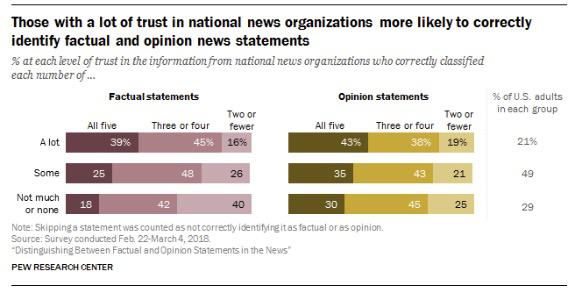 Those with a lot of trust in national news organizations more likely to correctly
identify factual and opinion news statements
% at each level of trust in the information from national news organizations who correctly classified
each number of ...
Factual statements
Opinion statements
% of U.S. adults
in each group
All five Three or four Two or
fewer
All five Three or four Two or
fewer
A lot 39% 45% 16% 43% 38% 19% 21%
Some 25 48 26 35 43 21 49
Not much
or none 18 42 40 30 45 25 29
Note: Skipping a statement was counted as not correctly identifying it as factual or as opinion.
Source: Survey conducted Feb. 22-March 4, 2018.
"Distinguishing Between Factual and Opinion Statements in the News"
PEW RESEARCH CENTER